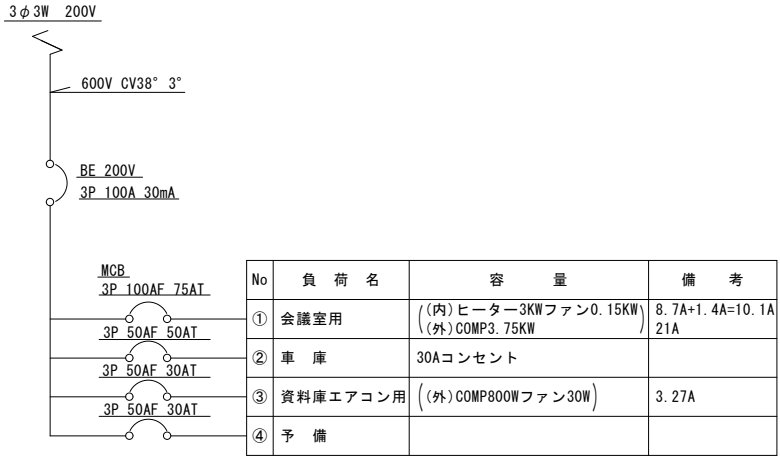 3φ3W 200V
600V CV38° 3°
BE 200V
3P 100A 30mA
MCB
3P 100AF 75AT
3P 50AF 50AT
3P 50AF 30AT
3P 50AF 30AT
No 負荷名 容量 備考
① 会議室用 (内)ヒーター3KWファン0.15KW 8.7A+1.4A=10.1A
(外)COMP3.75KW 21A
② 車庫 30Aコンセント
③ 資料庫エアコン用 ((外)COMP800Wファン30W) 3.27A
④ 予備